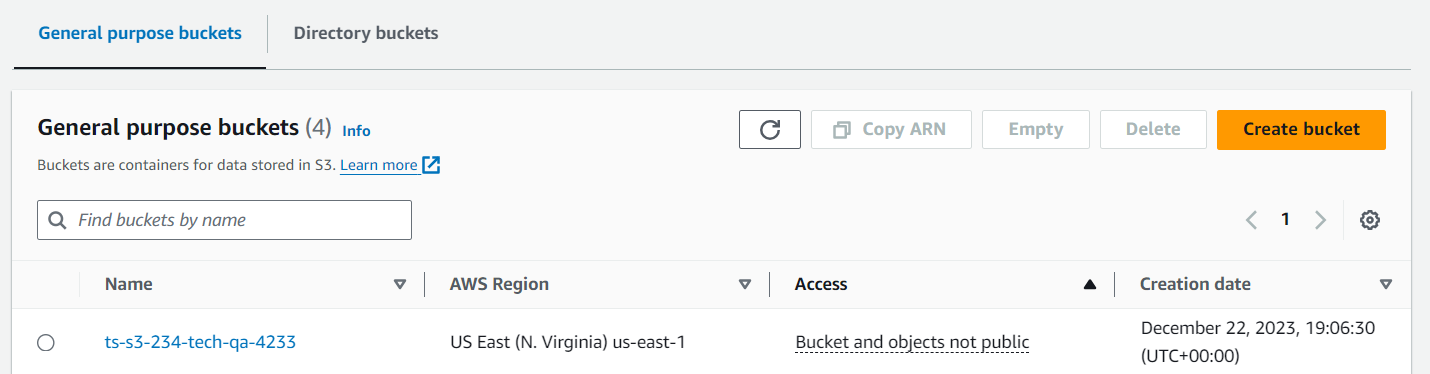 General purpose buckets Directory buckets
General purpose buckets (4) Info
Copy ARN Empty Delete Create bucket
Buckets are containers for data stored in S3. Learn more
Find buckets by name
1
Name AWS Region Access Creation date
ts-s3-234-tech-qa-4233 US East (N. Virginia) us-east-1 Bucket and objects not public December 22, 2023, 19:06:30
(UTC+00:00)